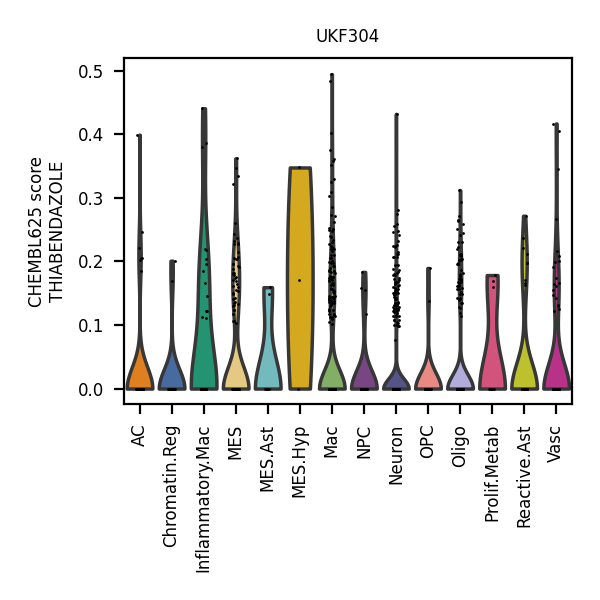 UKF304
CHEMBL625 score
THIABENDAZOLE
0.5
0.4
0.3
0.2
0.1
0.0
AC
Chromatin.Reg
Inflammatory.Mac
MES
MES.Ast
MES.Hyp
Mac
NPC
Neuron
OPC
Oligo
Prolif.Metab
Reactive.Ast
Vasc